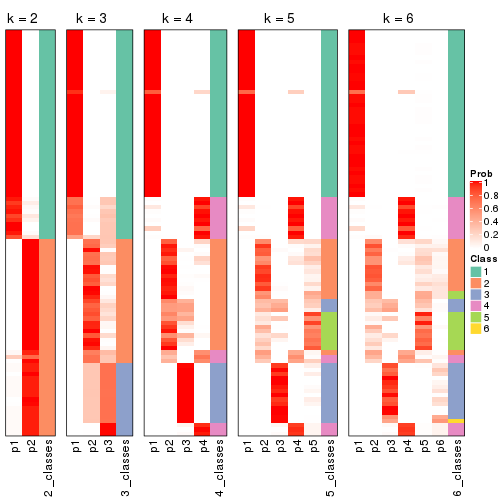 k = 2
k = 3
k = 4
k = 5
k = 6
Prob
1
0.8
0.6
0.4
0.2
0
Class
1
2
3
4
5
6
p1
p2
2_classes
p1
p2
p3
3_classes
p1
p2
p3
p4
4_classes
p1
p2
p3
p4
p5
5_classes
p1
p2
p3
p4
p5
p6
6_classes